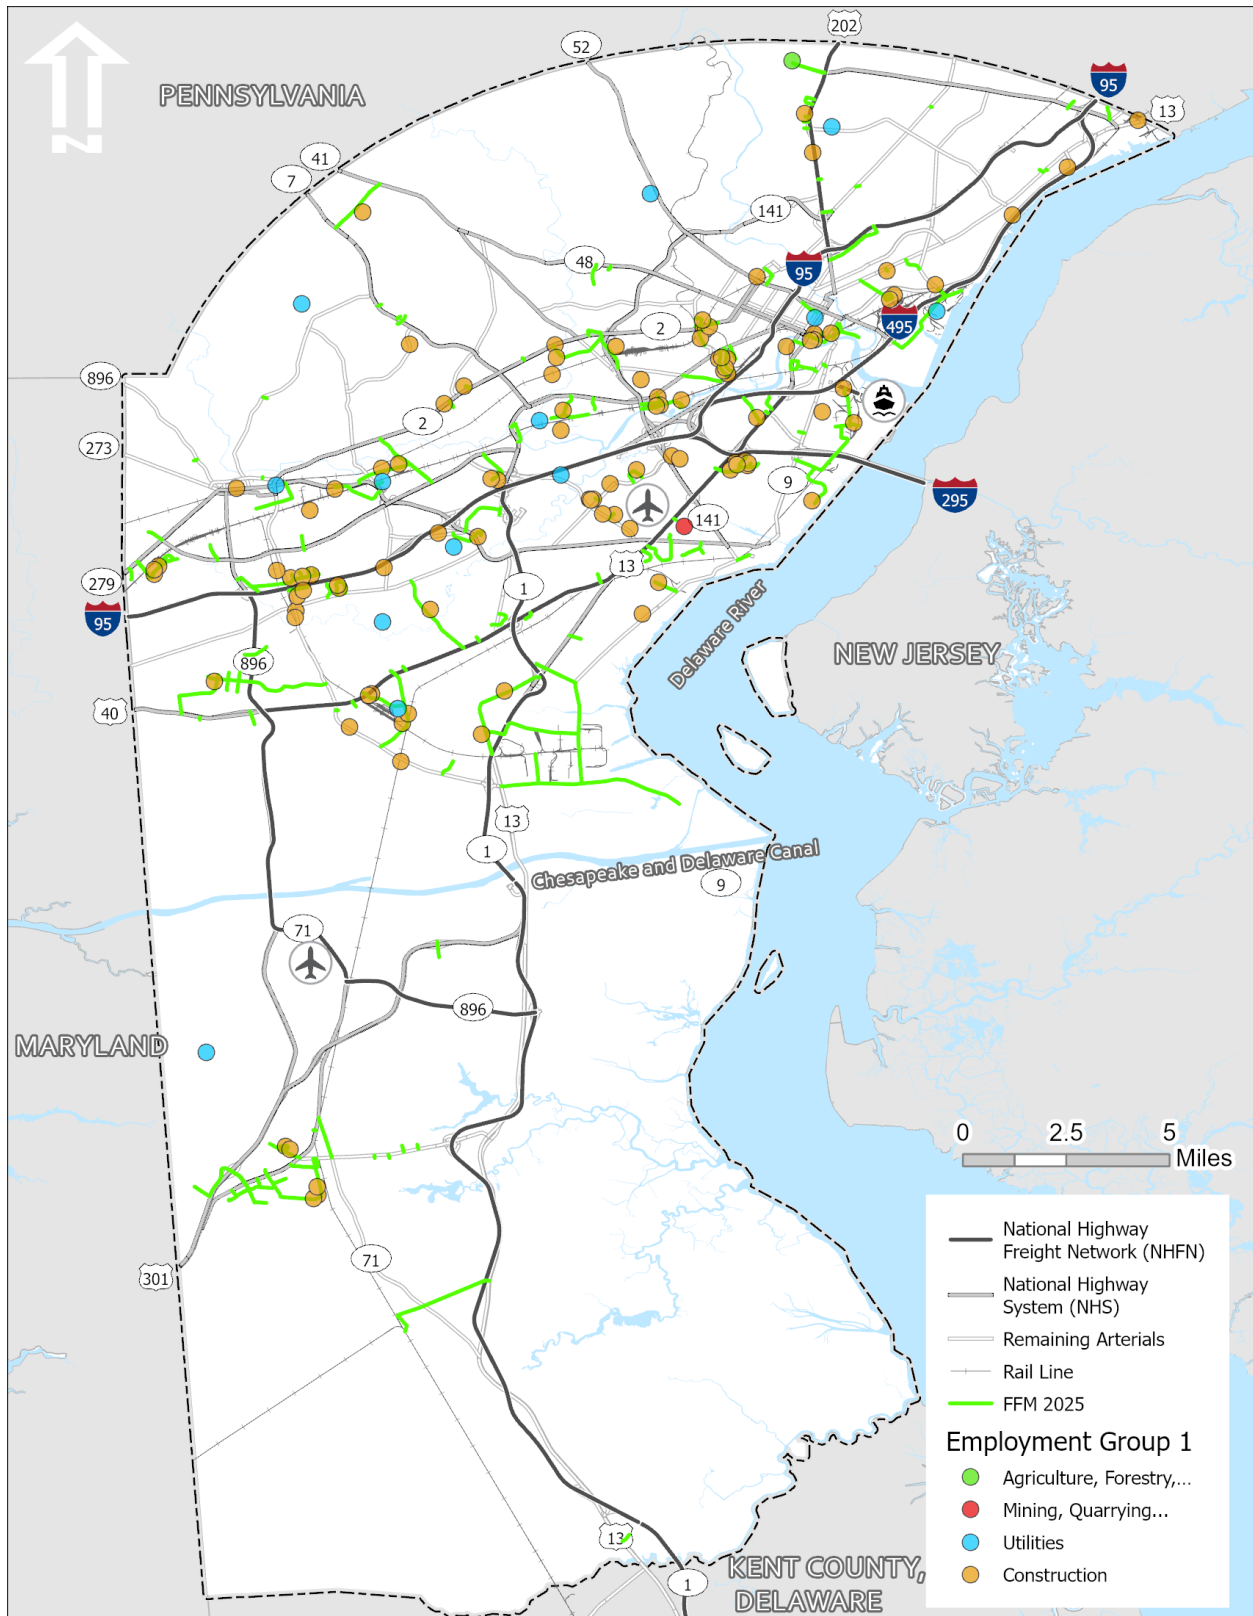 202
52
95
PENNSYLVANIA
13
41
7
141
48
95
2
495
896
2
273
9
295
141
279
13
1
95
Delaware River
NEW JERSEY
896
40
13
1
Chesapeake and Delaware Canal
9
71
896
MARYLAND
0 2.5 5
Miles
National Highway
Freight Network (NHFN)
National Highway
System (NHS)
71
301
Remaining Arterials
Rail Line
FFM 2025
Employment Group 1
Agriculture, Forestry,...
Mining, Quarrying...
Utilities
Construction
13
KENT COUNTY,
DELAWARE
1
N